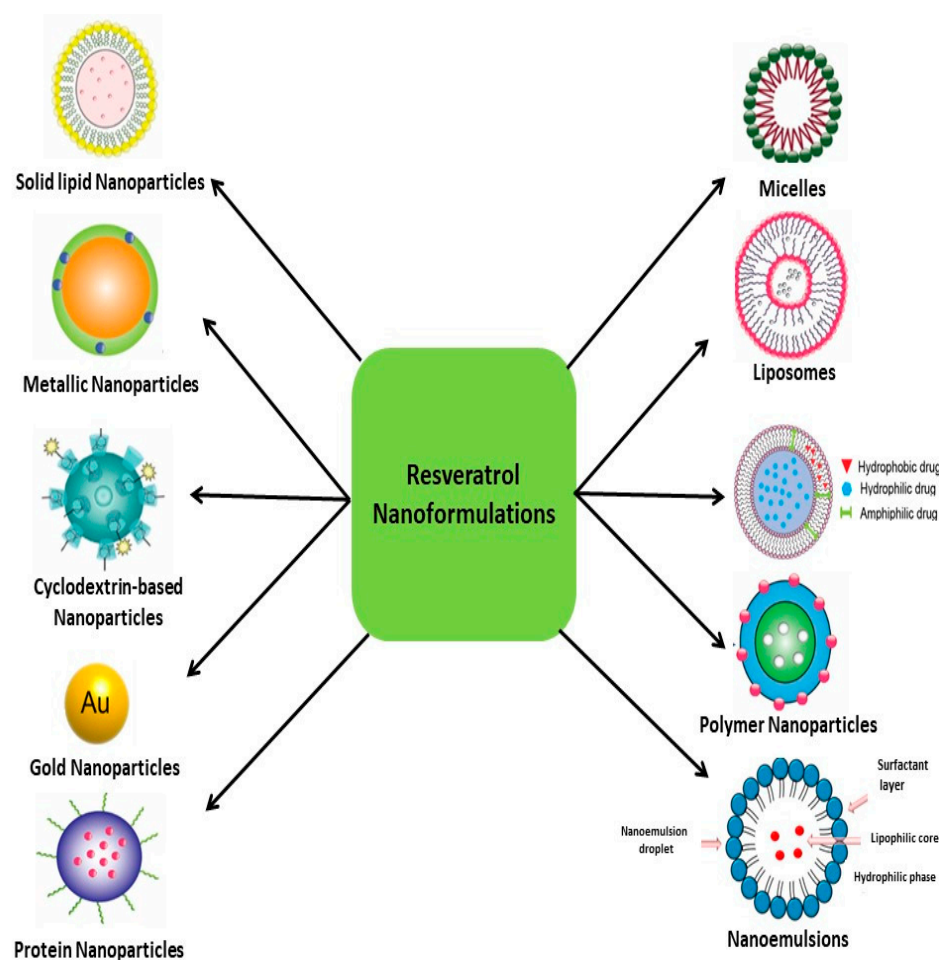 Solid lipid Nanoparticles
Metallic Nanoparticles
Cyclodextrin-based
Nanoparticles
Au
Gold Nanoparticles
Protein Nanoparticles
Resveratrol
Nanoformulations
Micelles
Liposomes
Hydrophobic drug
Hydrophilic drug
Amphiphilic drug
Polymer Nanoparticles
Surfactant
layer
Nanoemulsion
droplet
Lipophilic core
Hydrophilic phase
Nanoemulsions